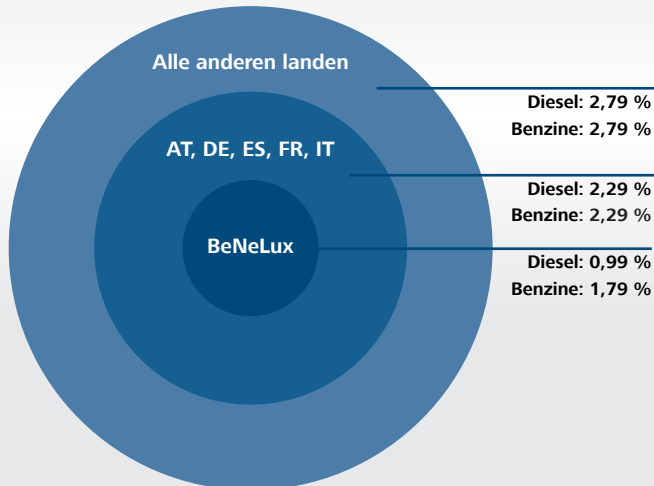 Alle anderen landen
Diesel: 2,79 %
Benzine: 2,79 %
AT, DE, ES, FR, IT
Diesel: 2,29 %
Benzine: 2,29 %
BeNeLux
Diesel: 0,99 %
Benzine: 1,79 %